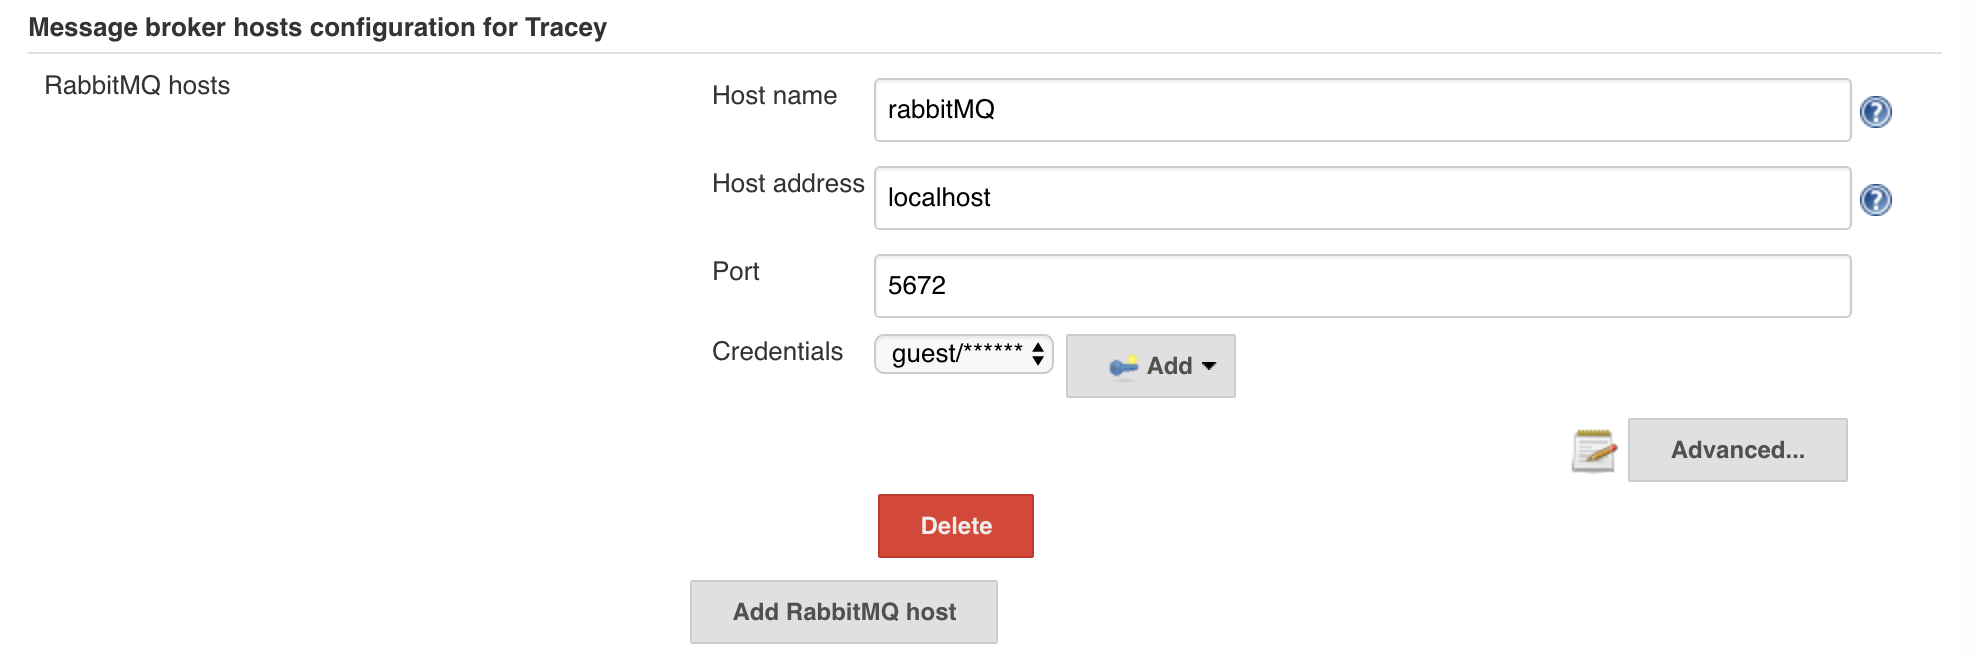 Message broker hosts configuration for Tracey
RabbitMQ hosts
Host name
rabbitMQ
Host address
localhost
Port
5672
Credentials
guest/******
Add
Advanced...
Delete
Add RabbitMQ host